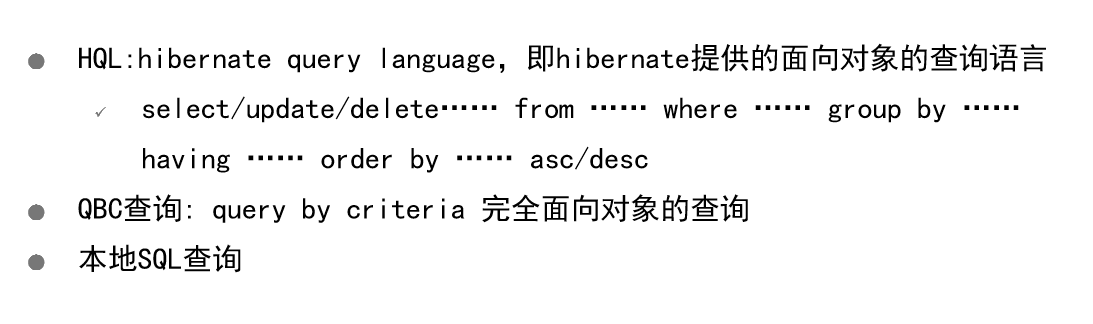 HQL:hibernate query language，即hibernate提供的面向对象的查询语言
select/update/delete…… from …… where …… group by ……
having …… order by …… asc/desc
QBC查询: query by criteria 完全面向对象的查询
本地SQL查询